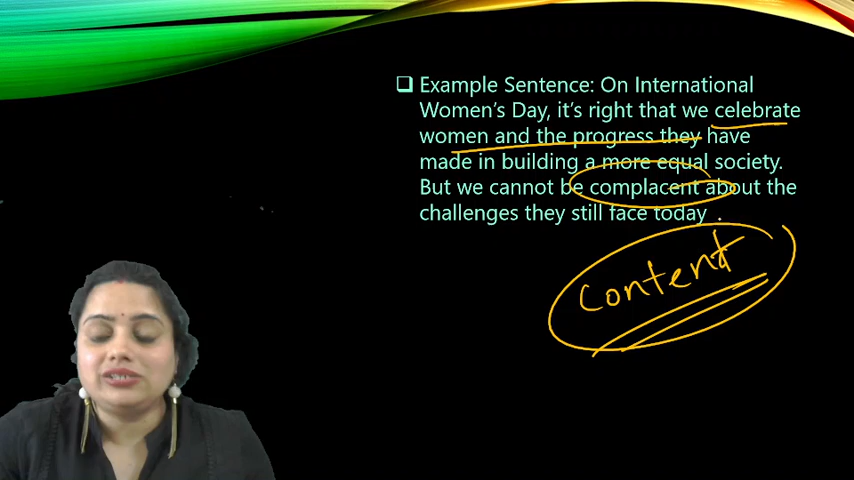 Example Sentence: On International
Women's Day, it's right that we celebrate
women and the progress they have
made in building a more equal society.
But we cannot be complacent about the
challenges they still face today .
content